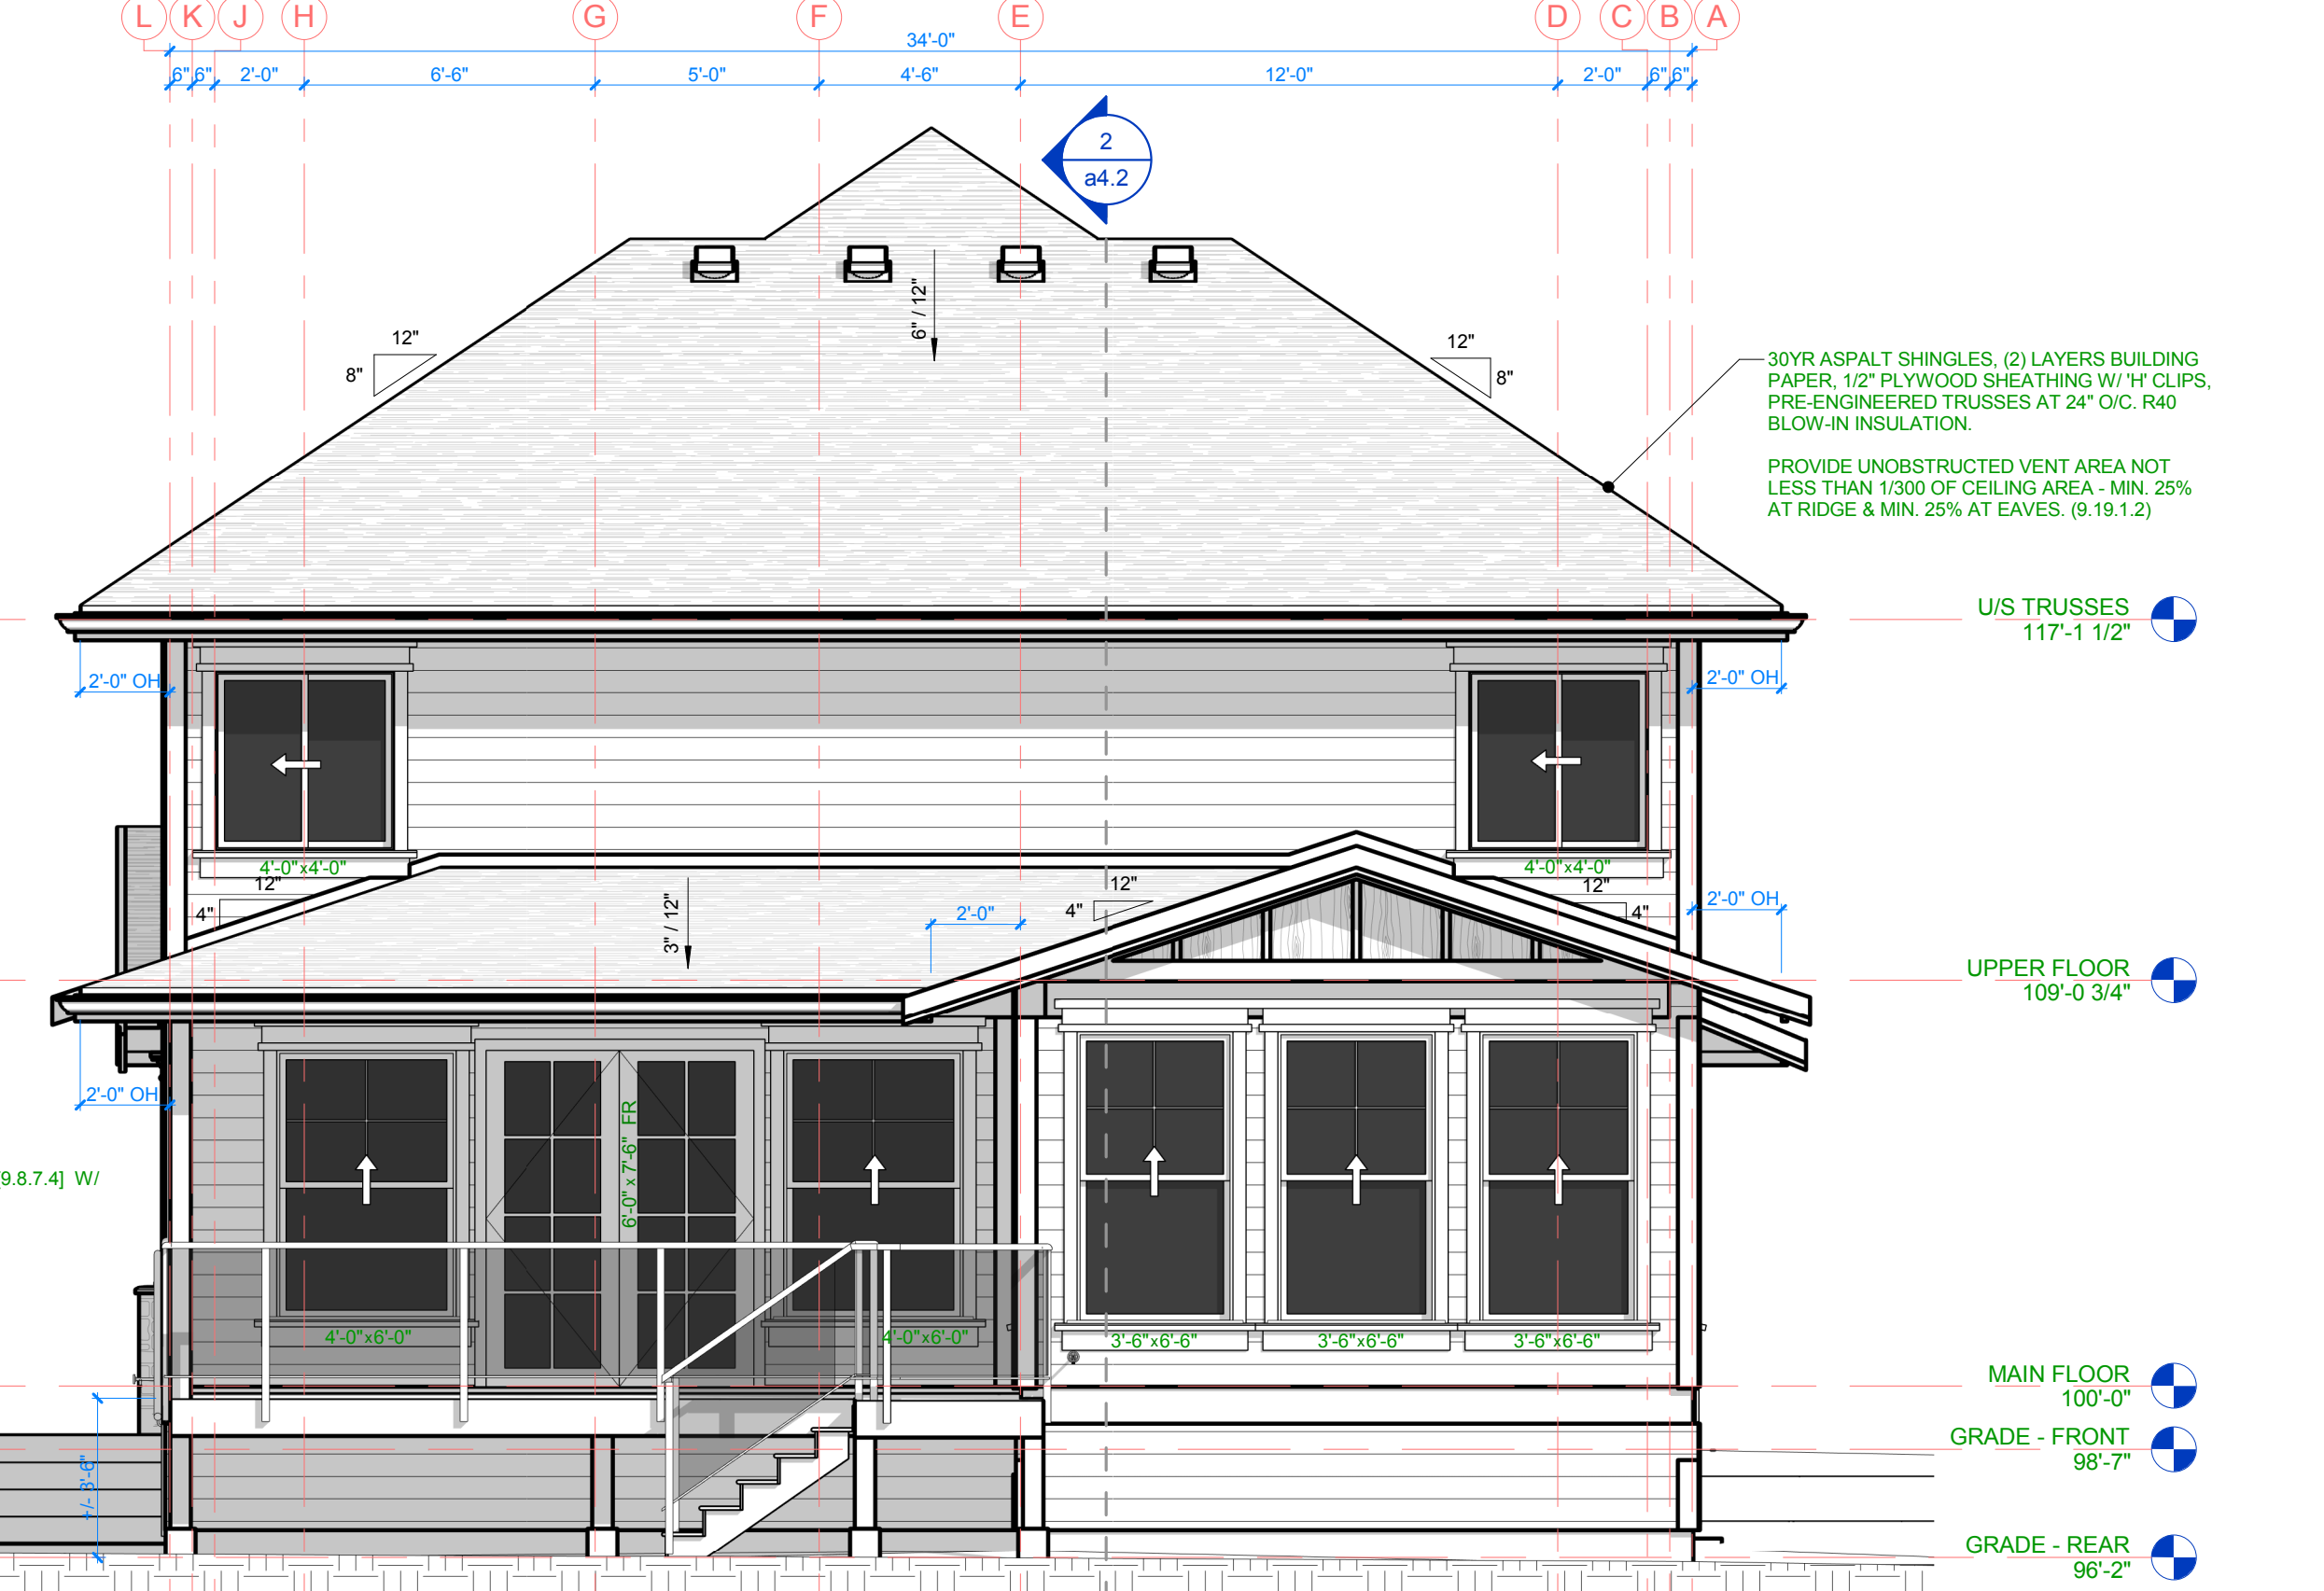 L K J H G F E D C B A
34'-0"
6" 6" 2'-0" 6'-6" 5'-0" 4'-6" 12'-0" 2'-0" 6" 6"
2
a4.2
6" / 12"
12"
8"
12"
8"
30YR ASPALT SHINGLES, (2) LAYERS BUILDING
PAPER, 1/2" PLYWOOD SHEATHING W/ 'H' CLIPS,
PRE-ENGINEERED TRUSSES AT 24" O/C. R40
BLOW-IN INSULATION.
PROVIDE UNOBSTRUCTED VENT AREA NOT
LESS THAN 1/300 OF CEILING AREA - MIN. 25%
AT RIDGE & MIN. 25% AT EAVES. (9.19.1.2)
U/S TRUSSES
117'-1 1/2"
2'-0" OH
2'-0" OH
4'-0"x4'-0"
4'-0"x4'-0"
12"
4"
3" / 12"
2'-0"
12"
4"
12"
4"
2'-0" OH
UPPER FLOOR
109'-0 3/4"
2'-0" OH
9.8.7.4] W/
6'-0" x 7'-6" FR
4'-0"x6'-0"
4'-0"x6'-0"
3'-6"x6'-6"
3'-6"x6'-6"
3'-6"x6'-6"
MAIN FLOOR
100'-0"
GRADE - FRONT
98'-7"
+/- 3'-6"
GRADE - REAR
96'-2"